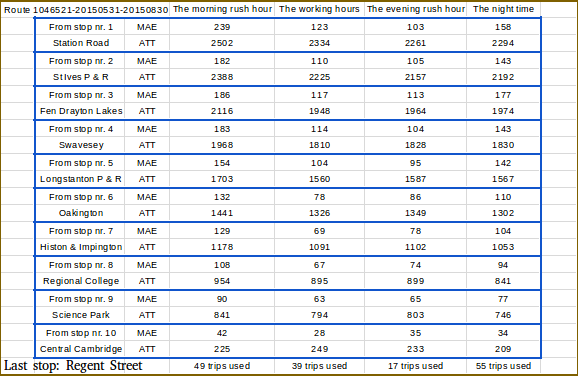 Route 1046521-20150531-20150830 The morning rush hour The working hours The evening rush hour The night time
From stop nr. 1 MAE 239 123 103 158
Station Road ATT 2502 2334 2261 2294
From stop nr. 2 MAE 182 110 105 143
St Ives P & R ATT 2388 2225 2157 2192
From stop nr. 3 MAE 186 117 113 177
Fen Drayton Lakes ATT 2116 1948 1964 1974
From stop nr. 4 MAE 183 114 104 143
Swavesey ATT 1968 1810 1828 1830
From stop nr. 5 MAE 154 104 95 142
Longstanton P & R ATT 1703 1560 1587 1567
From stop nr. 6 MAE 132 78 86 110
Oakington ATT 1441 1326 1349 1302
From stop nr. 7 MAE 129 69 78 104
Histon & Impington ATT 1178 1091 1102 1053
From stop nr. 8 MAE 108 67 74 94
Regional College ATT 954 895 899 841
From stop nr. 9 MAE 90 63 65 77
Science Park ATT 841 794 803 746
From stop nr. 10 MAE 42 28 35 34
Central Cambridge ATT 225 249 233 209
Last stop: Regent Street 49 trips used 39 trips used 17 trips used 55 trips used